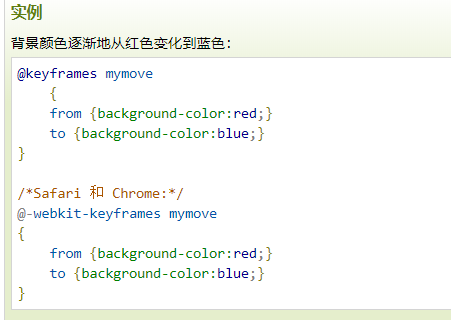 实例
背景颜色逐渐地从红色变化到蓝色：
@keyframes mymove
    {
    from {background-color:red;}
    to {background-color:blue;}
}

/*Safari 和 Chrome:*/
@-webkit-keyframes mymove
{
    from {background-color:red;}
    to {background-color:blue;}
}